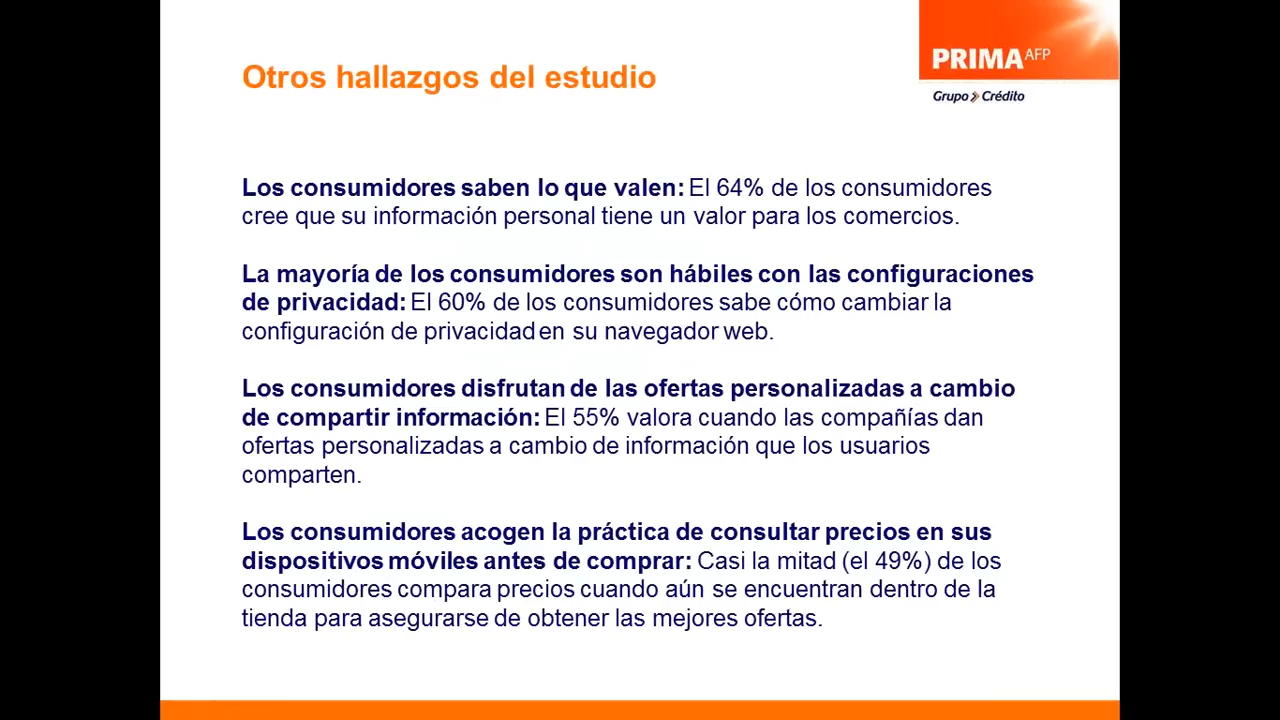 Otros hallazgos del estudio
PRIMA AFP
Grupo Crédito
Los consumidores saben lo que valen: El 64% de los consumidores
cree que su información personal tiene un valor para los comercios.
La mayoría de los consumidores son hábiles con las configuraciones
de privacidad: El 60% de los consumidores sabe cómo cambiar la
configuración de privacidad en su navegador web.
Los consumidores disfrutan de las ofertas personalizadas a cambio
de compartir información: El 55% valora cuando las compañías dan
ofertas personalizadas a cambio de información que los usuarios
comparten.
Los consumidores acogen la práctica de consultar precios en sus
dispositivos móviles antes de comprar: Casi la mitad (el 49%) de los
consumidores compara precios cuando aún se encuentran dentro de la
tienda para asegurarse de obtener las mejores ofertas.